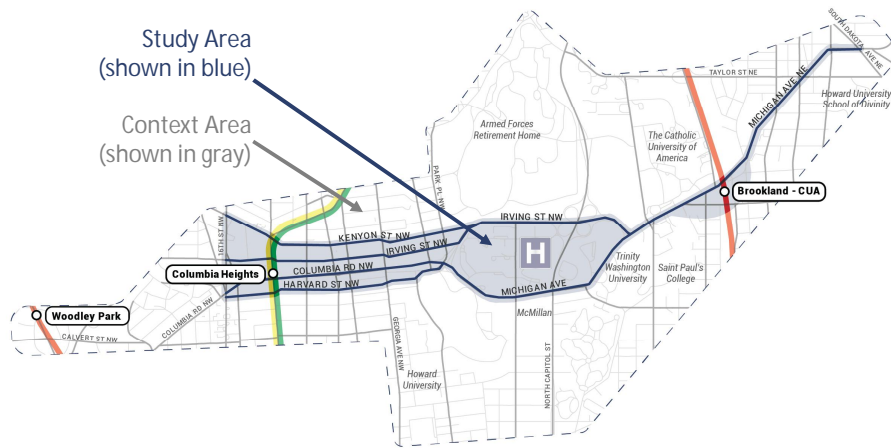 Study Area
(shown in blue)
Context Area
(shown in gray)
SOUTH DAKOTA AVE NE
TAYLOR ST NE
MICHIGAN AVE NE
Howard University
School of Divinity
Armed Forces
Retirement Home
The Catholic
University of
America
PARK PL NW
Brookland - CUA
16TH ST NW
IRVING ST NW
KENYON ST NW
IRVING ST NW
Columbia Heights
COLUMBIA RD NW
HARVARD ST NW
H
MICHIGAN AVE
Trinity
Washington
University
Saint Paul's
College
McMillan
Woodley Park
COLUMBIA RD NW
CALVERT ST NW
GEORGIA AVE NW
Howard
University
NORTH CAPITOL ST